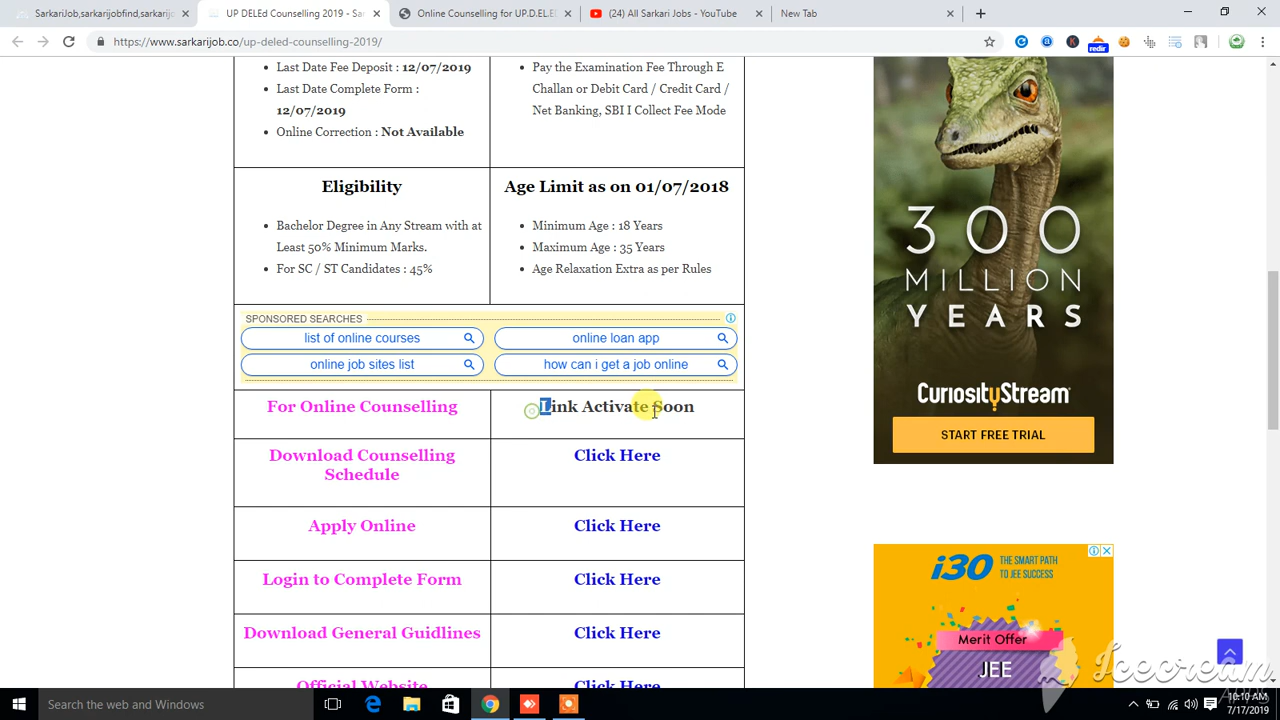 SarkariJob, sarkarijobfind, sarkarij
UP DELEd COUNSELLING 2019 - Sa
Online Counselling for UP.D.EL.ED
(24) All Sarkari Jobs - YouTube
New Tab
https://www.sarkarijob.co/up-deled-counselling-2019/
redir
Last Date Fee Deposit : 12/07/2019
Last Date Complete Form :
12/07/2019
Online Correction : Not Available
Pay the Examination Fee Through E
Challan or Debit Card / Credit Card /
Net Banking, SBI I Collect Fee Mode
Eligibility
Bachelor Degree in Any Stream with at
Least 50% Minimum Marks.
For SC / ST Candidates : 45%
Age Limit as on 01/07/2018
Minimum Age : 18 Years
Maximum Age : 35 Years
Age Relaxation Extra as per Rules
SPONSORED SEARCHES
list of online courses
online loan app
online job sites list
how can i get a job online
For Online Counselling
Link Activate Soon
Download Counselling
Schedule
Click Here
Apply Online
Click Here
Login to Complete Form
Click Here
Download General Guidlines
Click Here
Official Website
Click Here
300
MILLION
YEARS
CuriosityStream
START FREE TRIAL
i30 THE SMART PATH
TO JEE SUCCESS
Merit Offer
JEE
Icecream
APPS
Search the web and Windows
7/17/2019